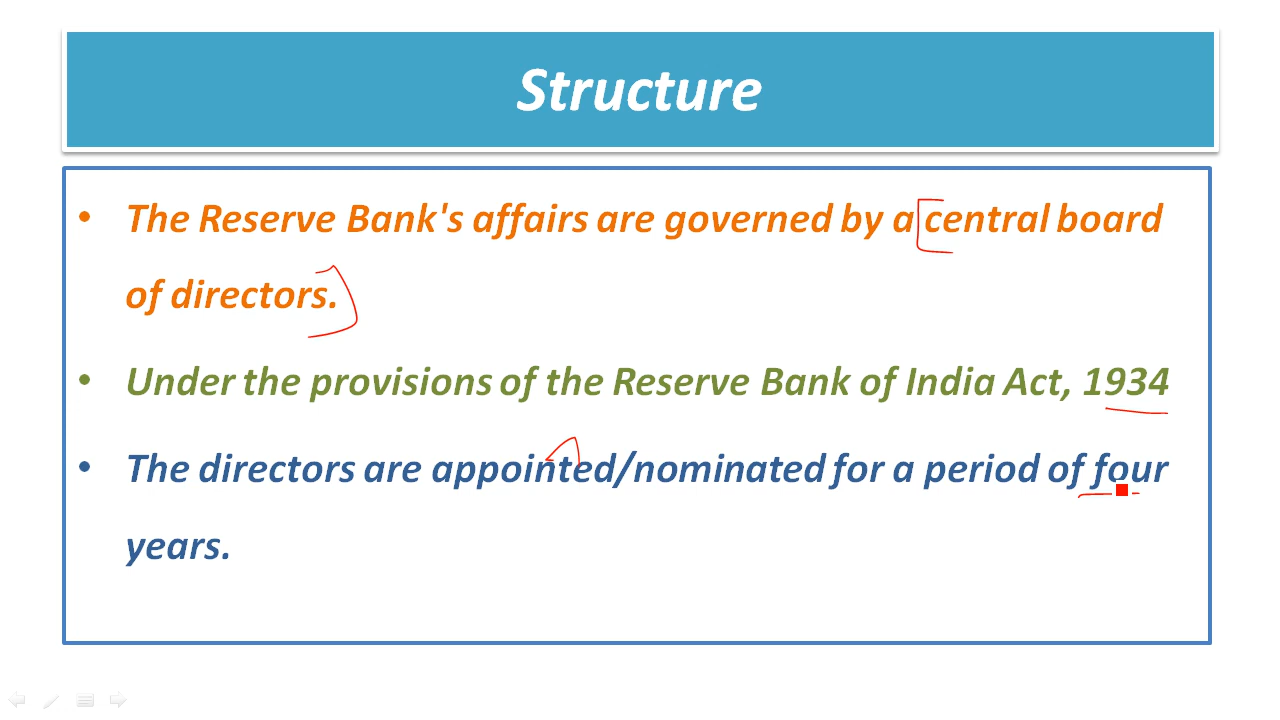 Structure
• The Reserve Bank's affairs are governed by a central board
of directors.
• Under the provisions of the Reserve Bank of India Act, 1934
• The directors are appointed/nominated for a period of four
years.